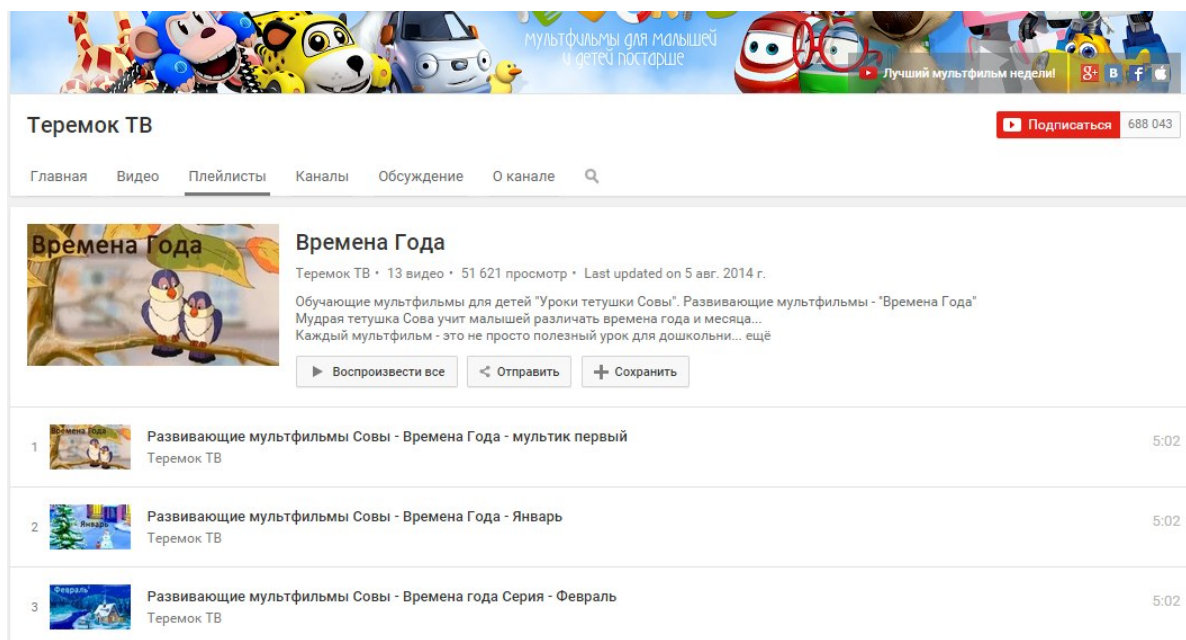 мультфильмы для малышей
и детей постарше
Лучший мультфильм недели!
Теремок ТВ
Подписаться 688 043
Главная Видео Плейлисты Каналы Обсуждение О канале
Времена Года
Времена Года
Теремок ТВ • 13 видео • 51 621 просмотр • Last updated on 5 авг. 2014 г.
Обучающие мультфильмы для детей "Уроки тетушки Совы". Развивающие мультфильмы - "Времена Года"
Мудрая тетушка Сова учит малышей различать времена года и месяца...
Каждый мультфильм - это не просто полезный урок для дошкольни... ещё
Воспроизвести все Отправить Сохранить
1 Времена Года Развивающие мультфильмы Совы - Времена Года - мультик первый 5:02
Теремок ТВ
2 Январь Развивающие мультфильмы Совы - Времена Года - Январь 5:02
Теремок ТВ
3 Февраль Развивающие мультфильмы Совы - Времена года Серия - Февраль 5:02
Теремок ТВ